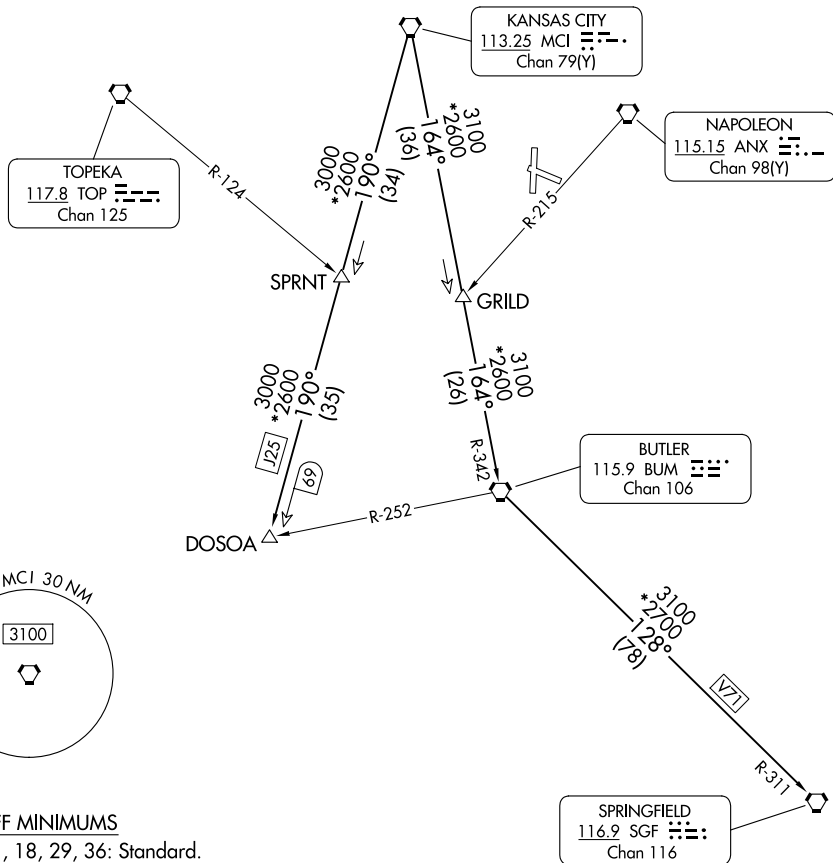 KANSAS CITY
113.25 MCI
Chan 79(Y)
TOPEKA
117.8 TOP
Chan 125
NAPOLEON
115.15 ANX
Chan 98(Y)
R-124
3000
*2600
190°
(34)
3100
*2600
164°
(36)
R-215
SPRNT
GRILD
3000
*2600
190°
(35)
3100
*2600
164°
(26)
J25
69
R-342
BUTLER
115.9 BUM
Chan 106
R-252
DOSOA
MCI 30 NM
3100
3100
*2700
128°
(78)
V71
R-311
SPRINGFIELD
116.9 SGF
Chan 116
FF MINIMUMS
, 18, 29, 36: Standard.